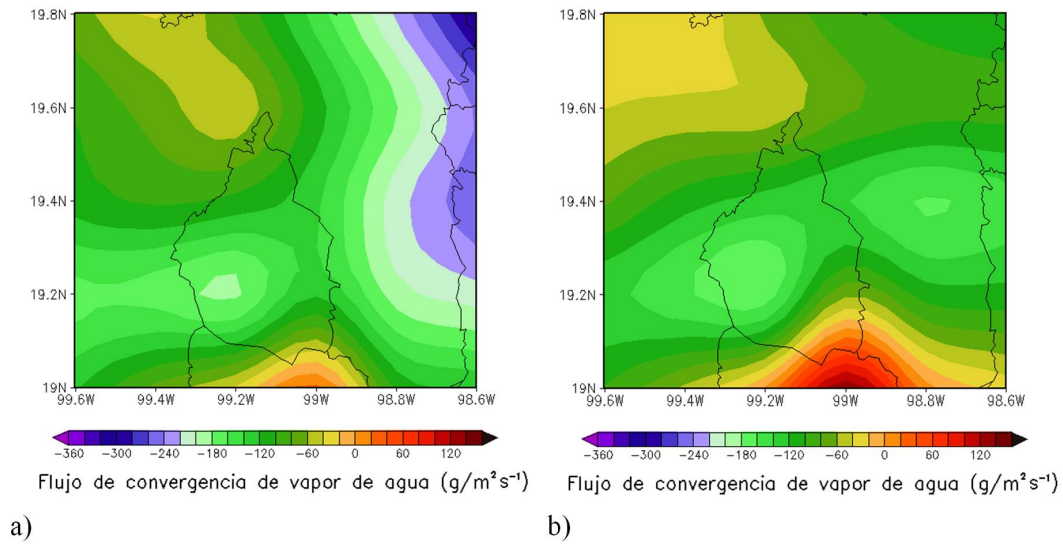 19.8N
19.6N
19.4N
19.2N
19N
99.6W 99.4W 99.2W 99W 98.8W 98.6W
−360 −300 −240 −180 −120 −60 0 60 120
Flujo de convergencia de vapor de agua (g/m²s⁻¹)
a)
19.8N
19.6N
19.4N
19.2N
19N
99.6W 99.4W 99.2W 99W 98.8W 98.6W
−360 −300 −240 −180 −120 −60 0 60 120
Flujo de convergencia de vapor de agua (g/m²s⁻¹)
b)